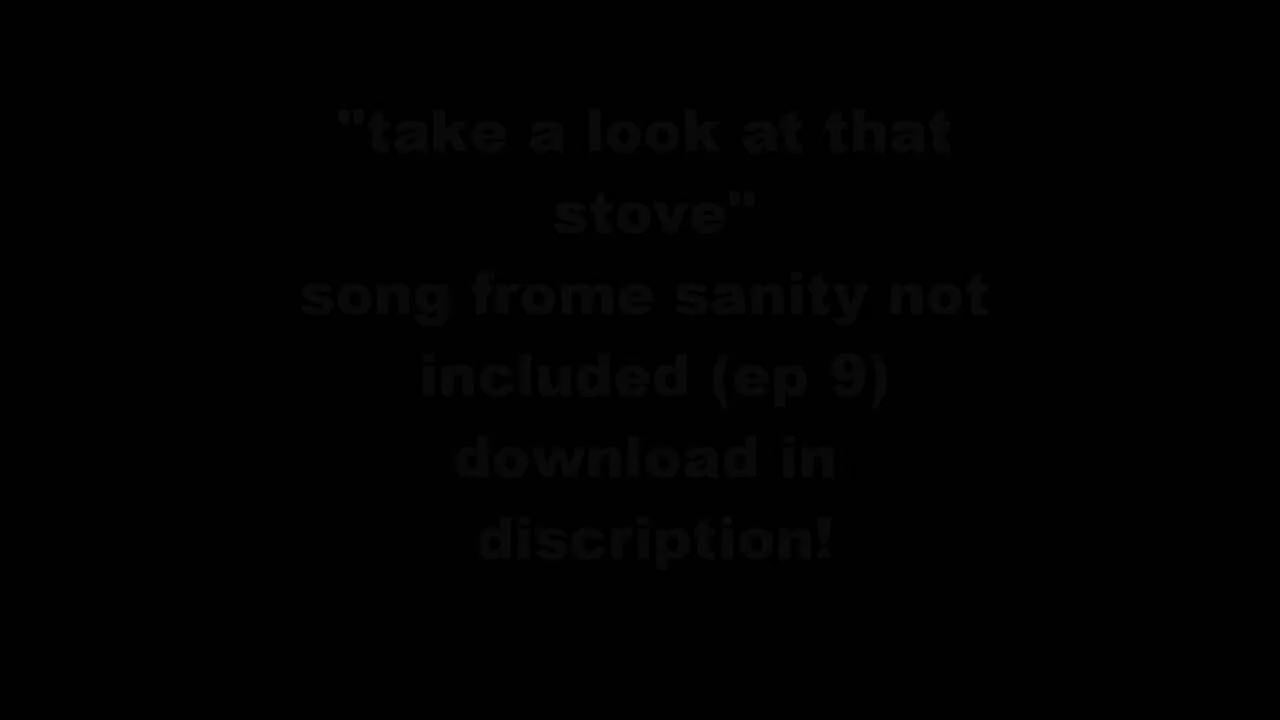 "take a look at that
stove"
song frome sanity not
included (ep 9)
download in
discription!